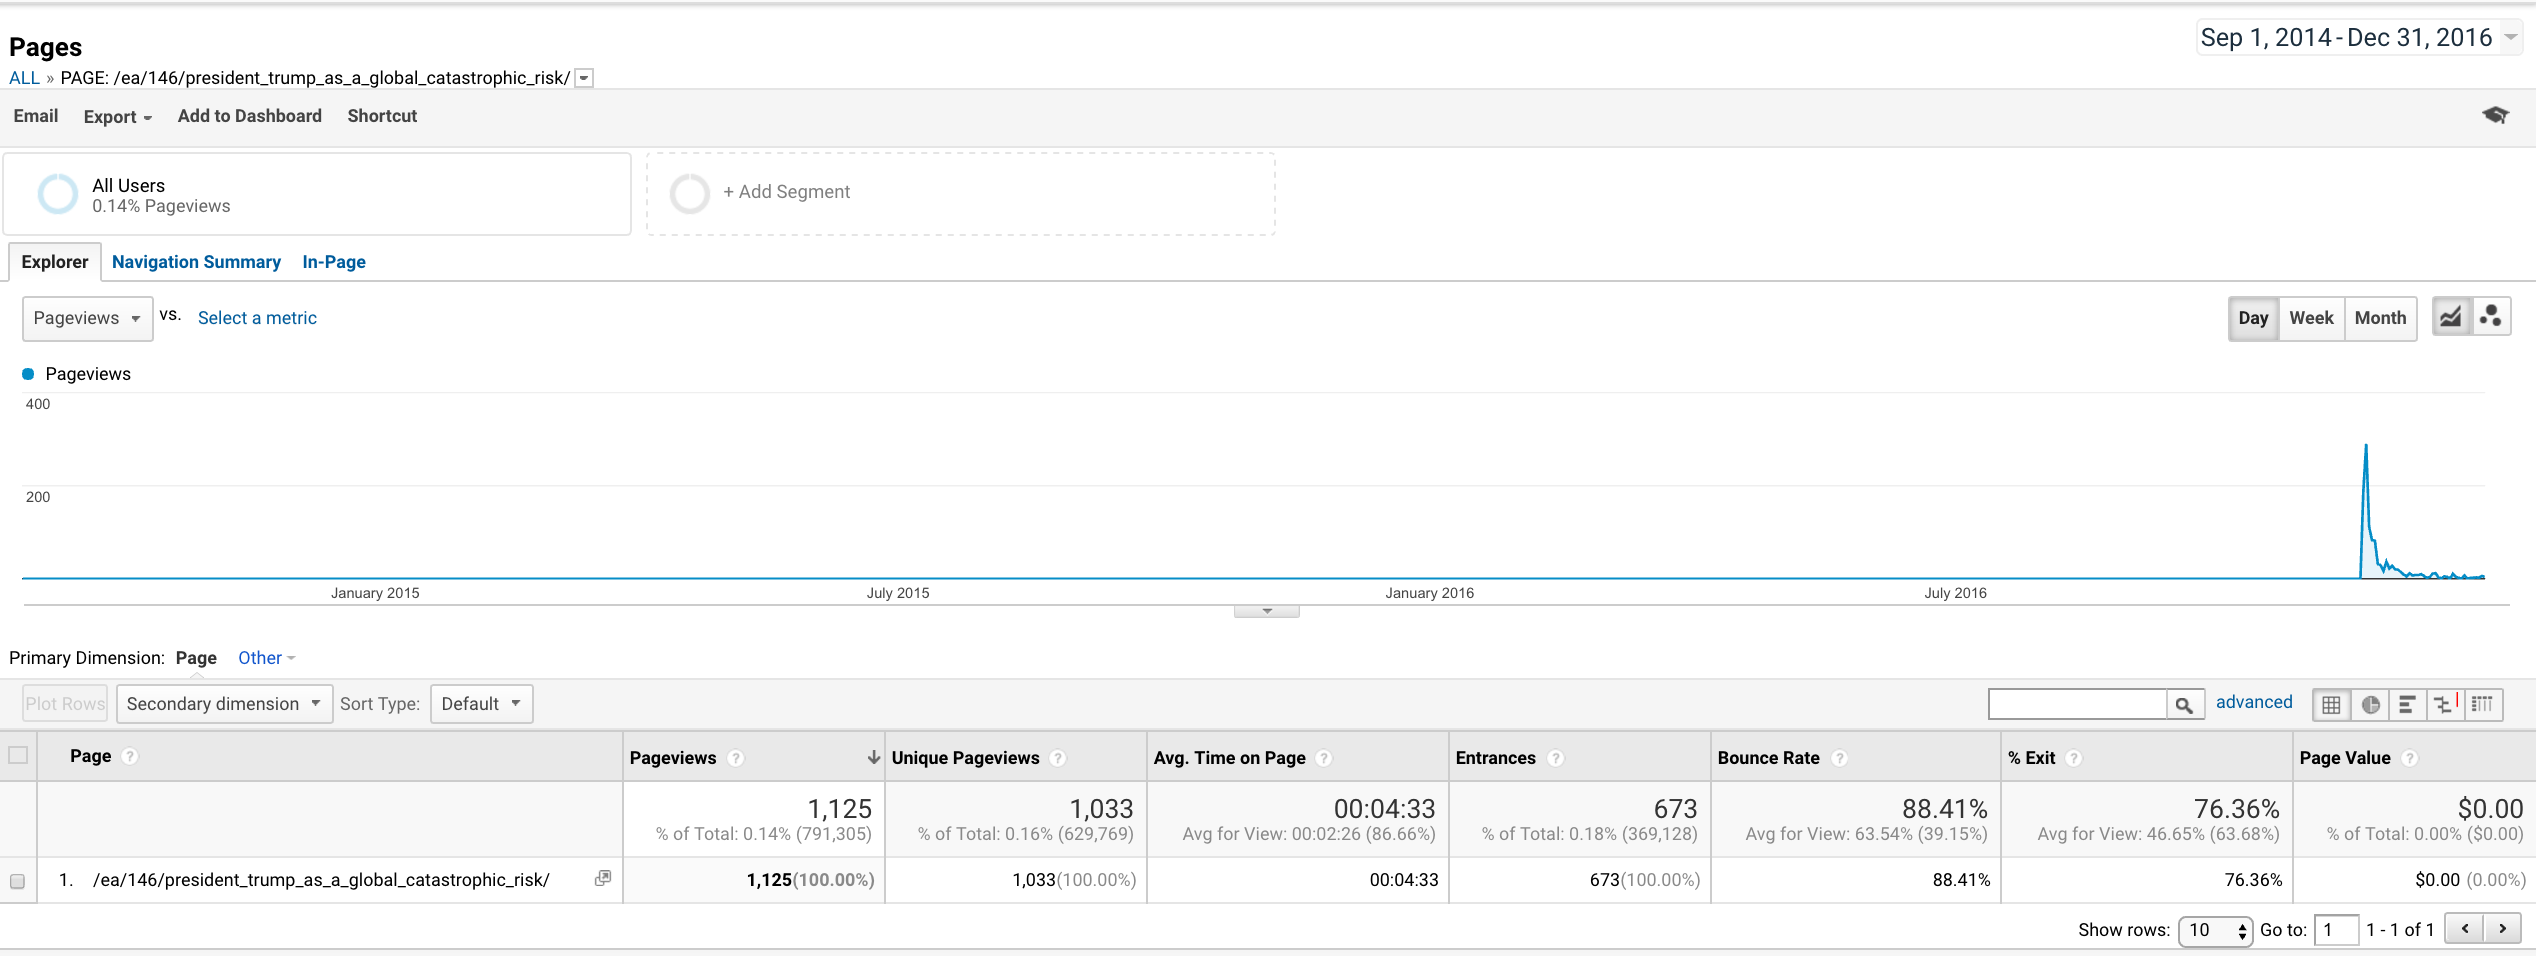 Pages
Sep 1, 2014 - Dec 31, 2016
ALL » PAGE: /ea/146/president_trump_as_a_global_catastrophic_risk/
Email Export Add to Dashboard Shortcut
All Users
0.14% Pageviews
+ Add Segment
Explorer Navigation Summary In-Page
Pageviews vs. Select a metric
Day Week Month
Pageviews
400
200
January 2015 July 2015 January 2016 July 2016
Primary Dimension: Page Other
Plot Rows Secondary dimension Sort Type: Default advanced
Page ? Pageviews ? Unique Pageviews ? Avg. Time on Page ? Entrances ? Bounce Rate ? % Exit ? Page Value ?
1,125 1,033 00:04:33 673 88.41% 76.36% $0.00
% of Total: 0.14% (791,305) % of Total: 0.16% (629,769) Avg for View: 00:02:26 (86.66%) % of Total: 0.18% (369,128) Avg for View: 63.54% (39.15%) Avg for View: 46.65% (63.68%) % of Total: 0.00% ($0.00)
1. /ea/146/president_trump_as_a_global_catastrophic_risk/ 1,125(100.00%) 1,033(100.00%) 00:04:33 673(100.00%) 88.41% 76.36% $0.00 (0.00%)
Show rows: 10 Go to: 1 1 - 1 of 1